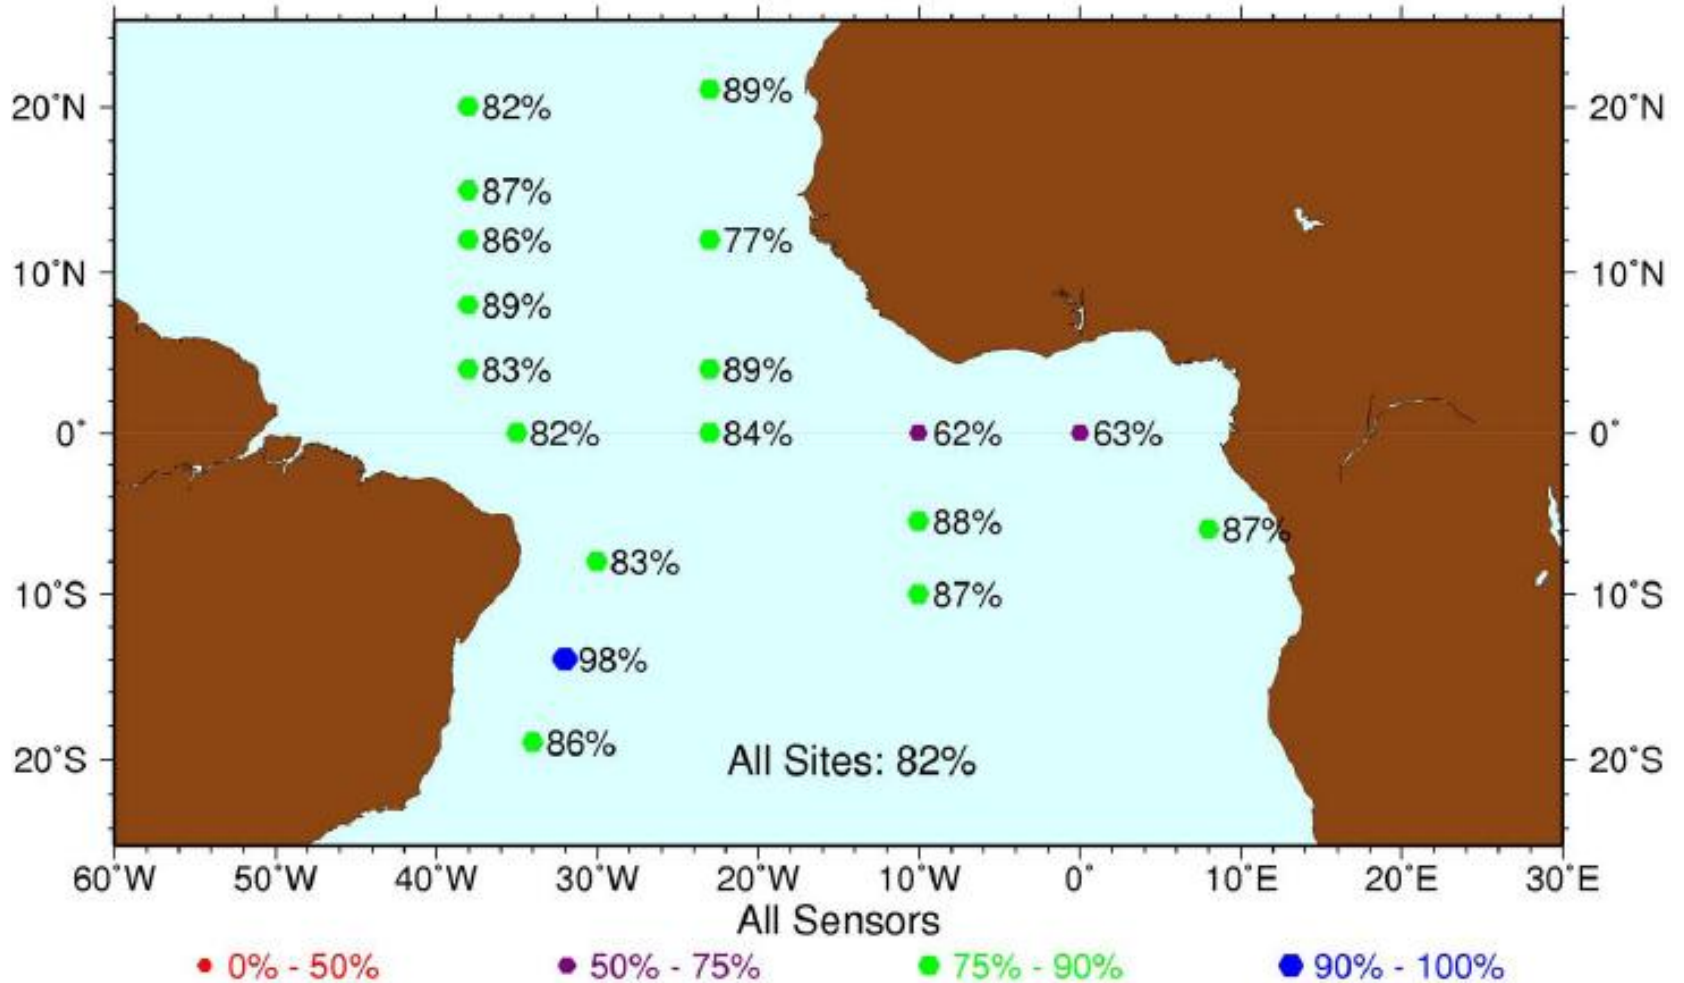 89%
20°N 82% 20°N
87%
86% 77%
10°N 10°N
89%
83% 89%
0° 82% 84% 62% 63% 0°
88% 87%
83%
10°S 87% 10°S
98%
86%
20°S All Sites: 82% 20°S
60°W 50°W 40°W 30°W 20°W 10°W 0° 10°E 20°E 30°E
All Sensors
0% - 50% 50% - 75% 75% - 90% 90% - 100%